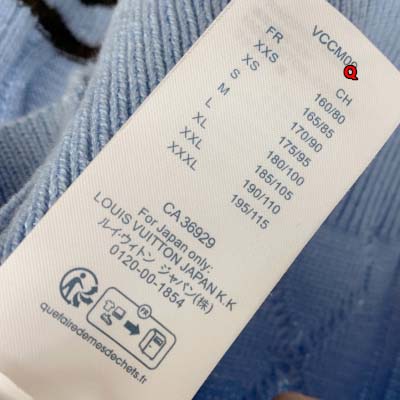 VCCM09
Q
FR CH
XXS 160/80
XS 165/85
S 170/90
M 175/95
L 180/100
XL 185/105
XXL 190/110
XXXL 195/115
CA 36929
For Japan only:
LOUIS VUITTON JAPAN K.K
ルイ・ヴィトン ジャパン(株)
0120-00-1854
FR
quefairedemesdechets.fr